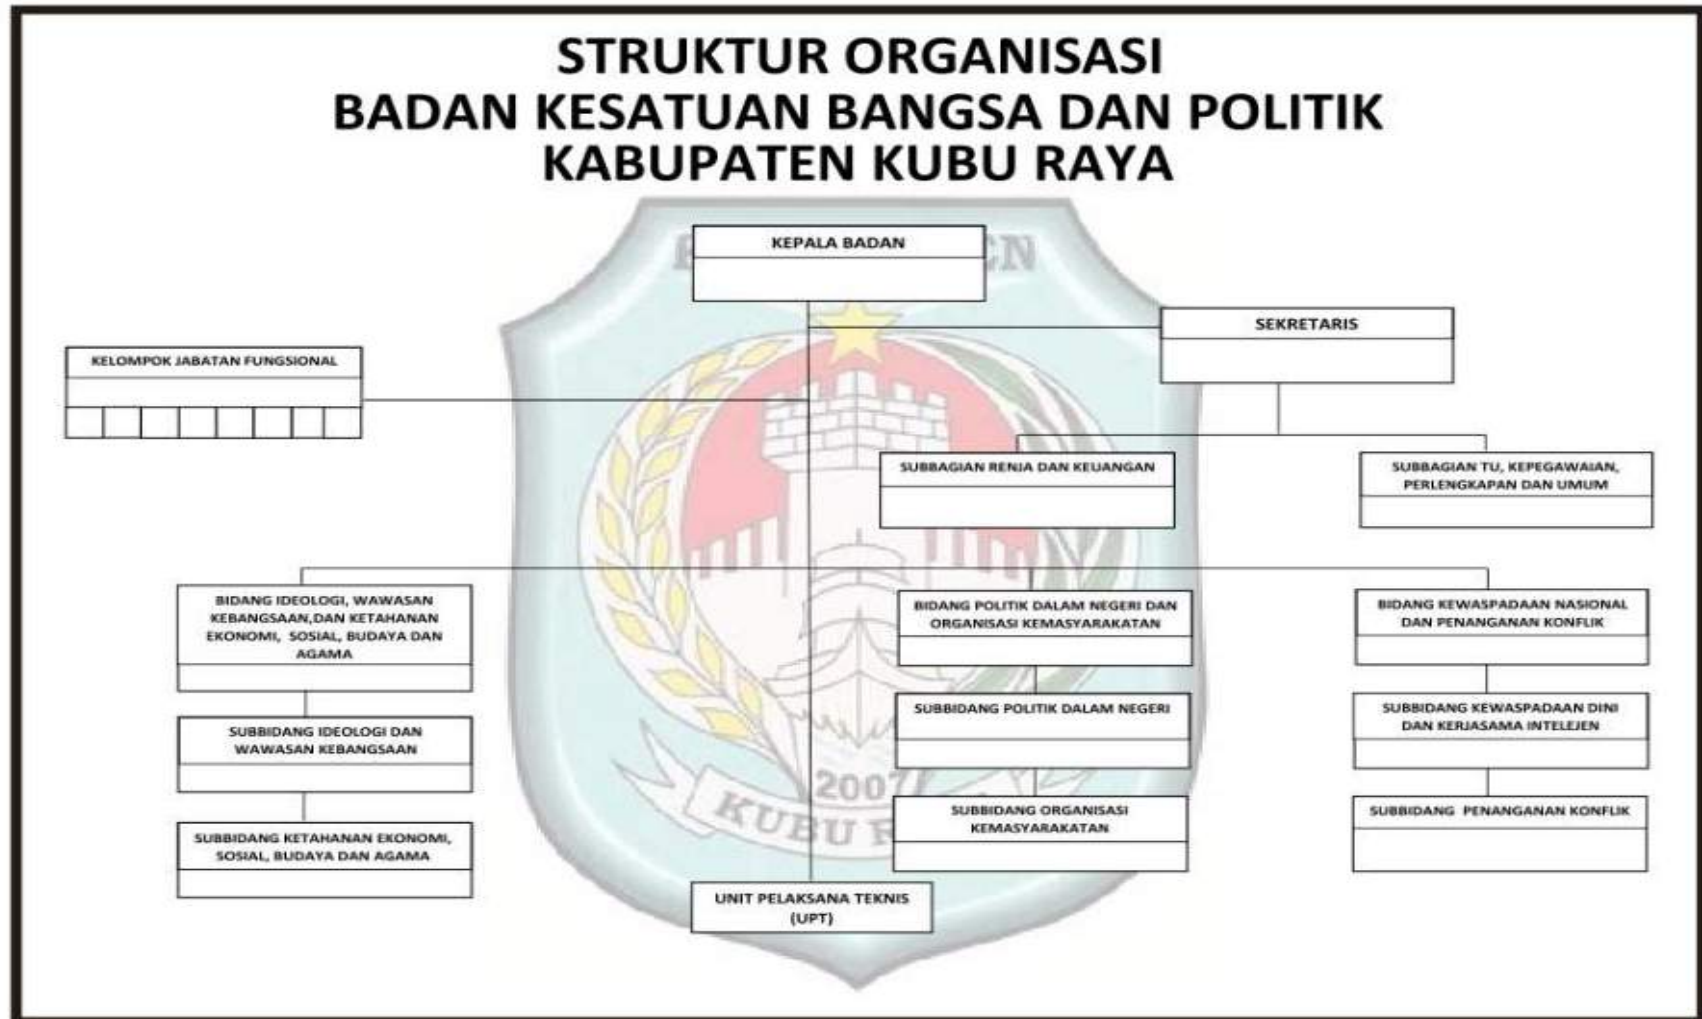 STRUKTUR ORGANISASI
BADAN KESATUAN BANGSA DAN POLITIK
KABUPATEN KUBU RAYA
KEPALA BADAN
SEKRETARIS
KELOMPOK JABATAN FUNGSIONAL
SUBBAGIAN RENJA DAN KEUANGAN
SUBBAGIAN TU, KEPEGAWAIAN,
PERLENGKAPAN DAN UMUM
BIDANG IDEOLOGI, WAWASAN
KEBANGSAAN,DAN KETAHANAN
EKONOMI, SOSIAL, BUDAYA DAN
AGAMA
BIDANG POLITIK DALAM NEGERI DAN
ORGANISASI KEMASYARAKATAN
BIDANG KEWASPADAAN NASIONAL
DAN PENANGANAN KONFLIK
SUBBIDANG IDEOLOGI DAN
WAWASAN KEBANGSAAN
SUBBIDANG POLITIK DALAM NEGERI
SUBBIDANG KEWASPADAAN DINI
DAN KERJASAMA INTELEJEN
SUBBIDANG KETAHANAN EKONOMI,
SOSIAL, BUDAYA DAN AGAMA
SUBBIDANG ORGANISASI
KEMASYARAKATAN
SUBBIDANG PENANGANAN KONFLIK
2007
KUBU
UNIT PELAKSANA TEKNIS
(UPT)